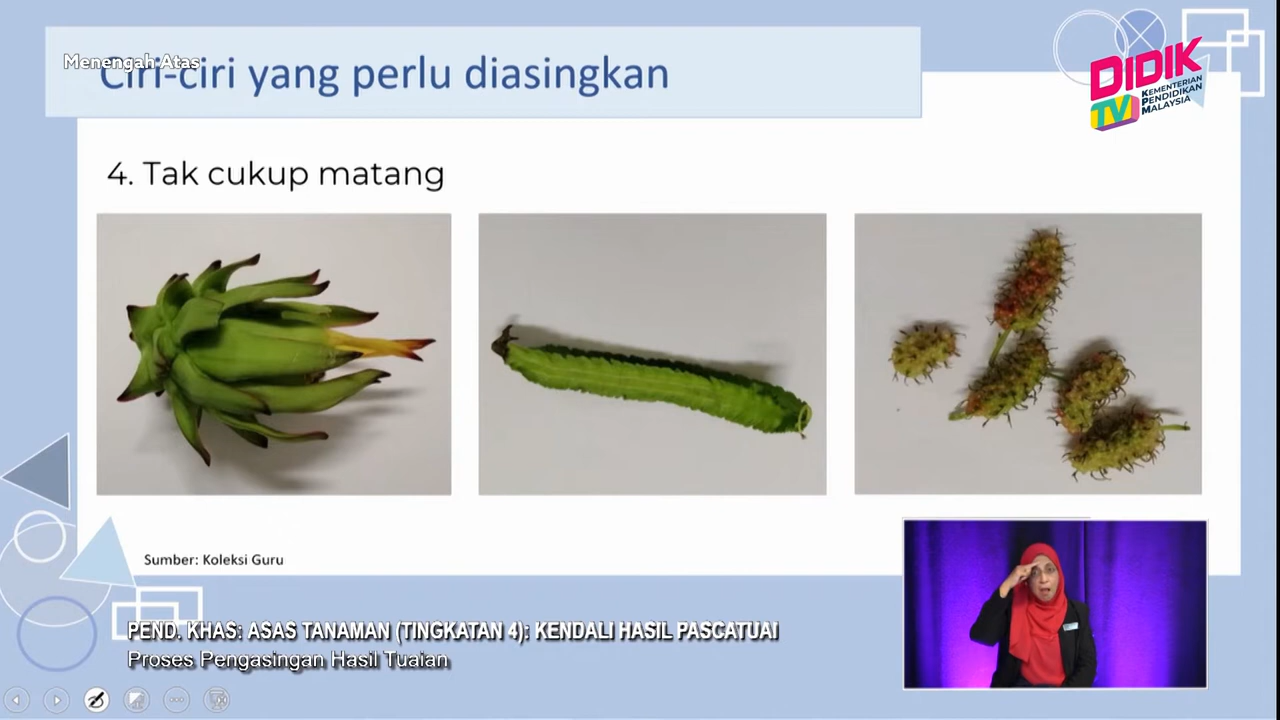 Menengah Atas
Ciri-ciri yang perlu diasingkan
DIDIK
TV
KEMENTERIAN
PENDIDIKAN
MALAYSIA
4. Tak cukup matang
Sumber: Koleksi Guru
PEND. KHAS: ASAS TANAMAN (TINGKATAN 4): KENDALI HASIL PASCATUAI
Proses Pengasingan Hasil Tuaian